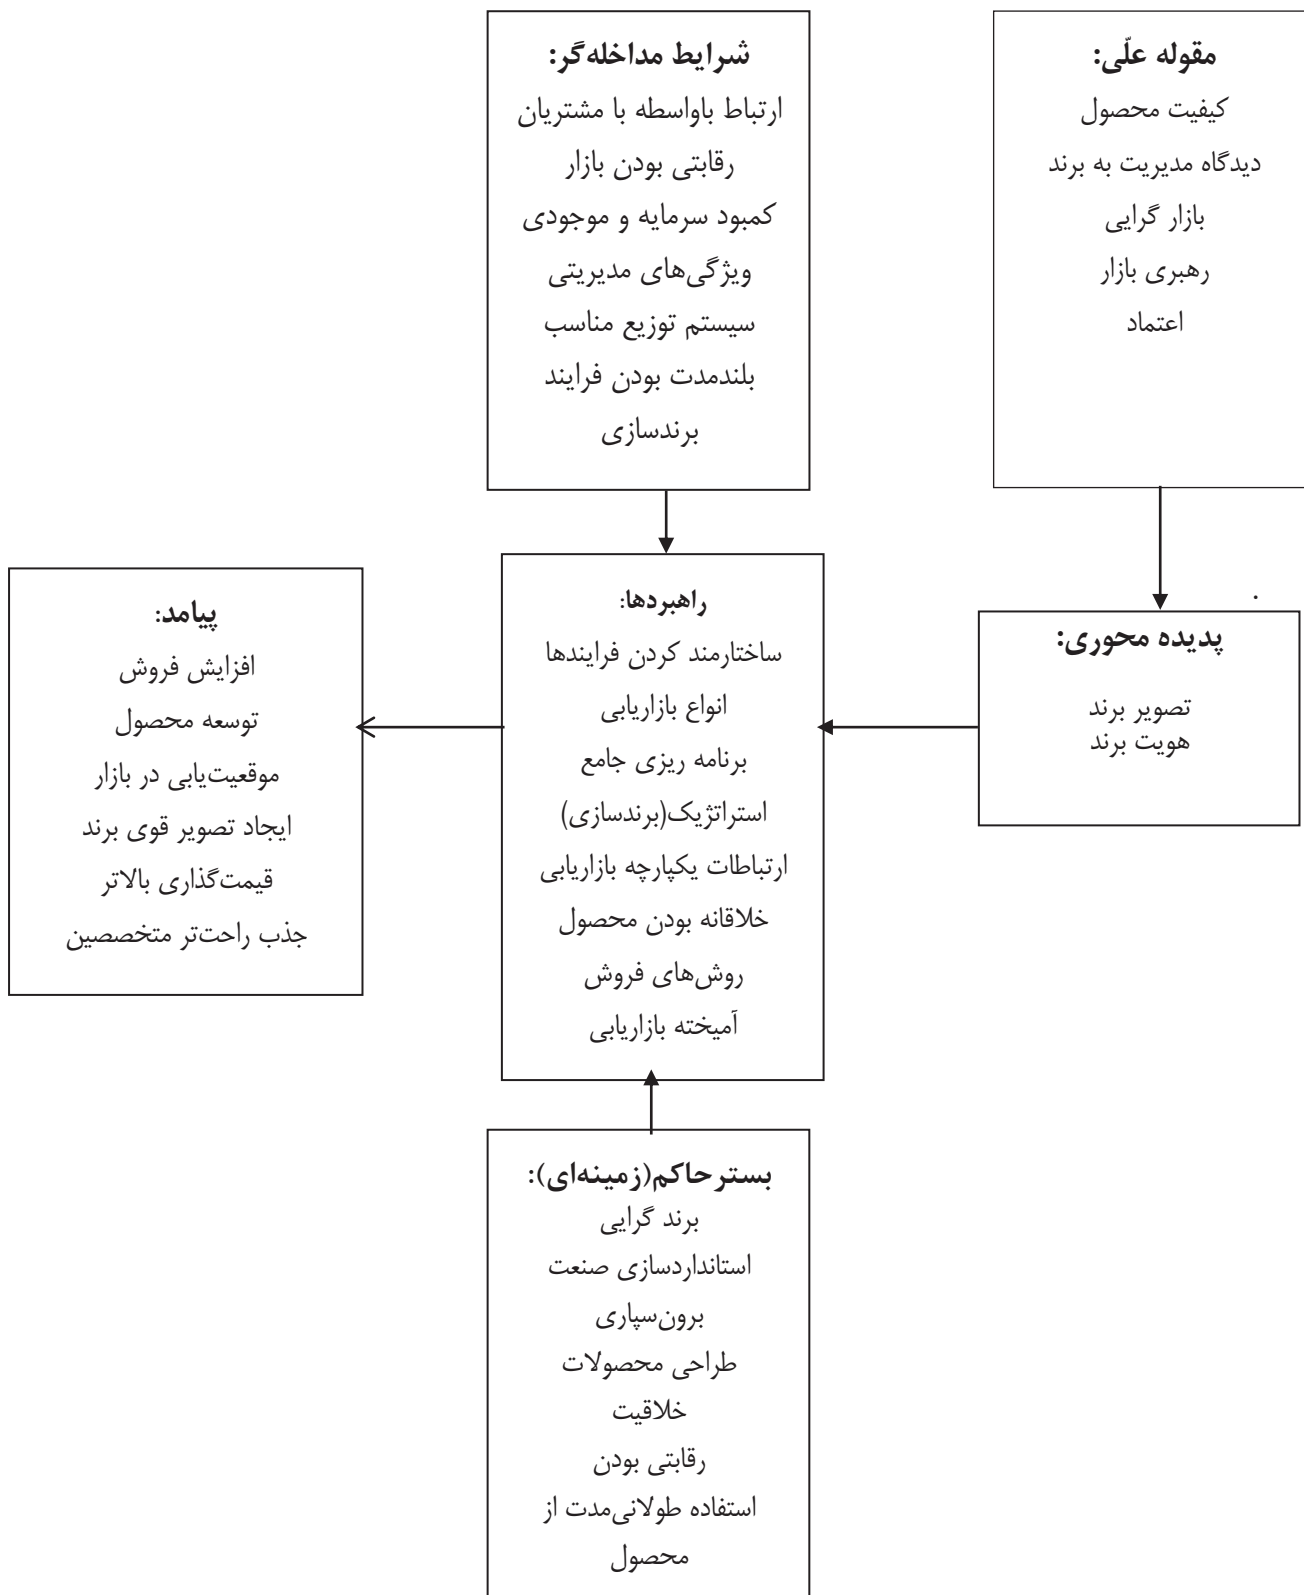 مقوله علّی:
کیفیت محصول
دیدگاه مدیریت به برند
بازار گرایی
رهبری بازار
اعتماد
شرایط مداخله‌گر:
ارتباط باواسطه با مشتریان
رقابتی بودن بازار
کمبود سرمایه و موجودی
ویژگی‌های مدیریتی
سیستم توزیع مناسب
بلندمدت بودن فرایند
برندسازی
.
پدیده محوری:
تصویر برند
هویت برند
راهبردها:
ساختارمند کردن فرایندها
انواع بازاریابی
برنامه ریزی جامع
استراتژیک(برندسازی)
ارتباطات یکپارچه بازاریابی
خلاقانه بودن محصول
روش‌های فروش
آمیخته بازاریابی
پیامد:
افزایش فروش
توسعه محصول
موقعیت‌یابی در بازار
ایجاد تصویر قوی برند
قیمت‌گذاری بالاتر
جذب راحت‌تر متخصصین
بستر حاکم(زمینه‌ای):
برند گرایی
استانداردسازی صنعت
برون‌سپاری
طراحی محصولات
خلاقیت
رقابتی بودن
استفاده طولانی‌مدت از
محصول